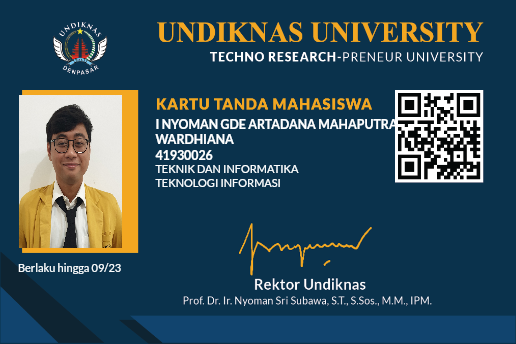 UNDIKNAS
DENPASAR
UNDIKNAS UNIVERSITY
TECHNO RESEARCH-PRENEUR UNIVERSITY
KARTU TANDA MAHASISWA
I NYOMAN GDE ARTADANA MAHAPUTRA
WARDHIANA
41930026
TEKNIK DAN INFORMATIKA
TEKNOLOGI INFORMASI
Berlaku hingga 09/23
Rektor Undiknas
Prof. Dr. Ir. Nyoman Sri Subawa, S.T., S.Sos., M.M., IPM.